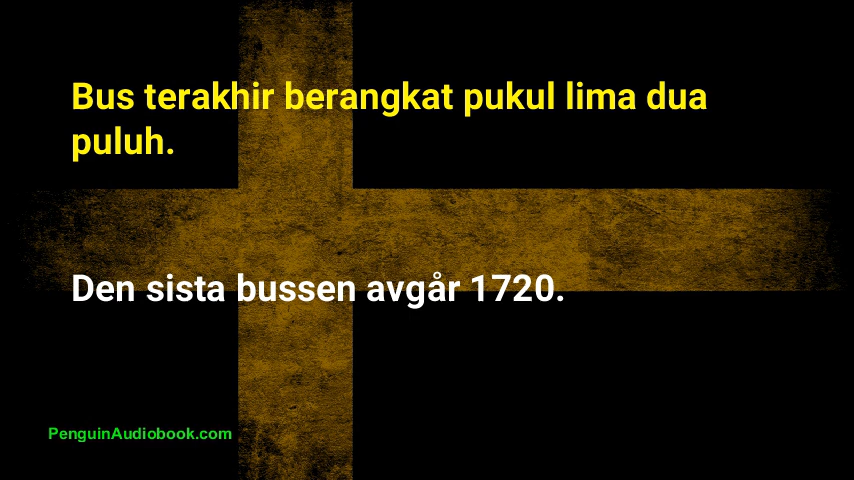 Bus terakhir berangkat pukul lima dua
puluh.
Den sista bussen avgår 1720.
PenguinAudiobook.com